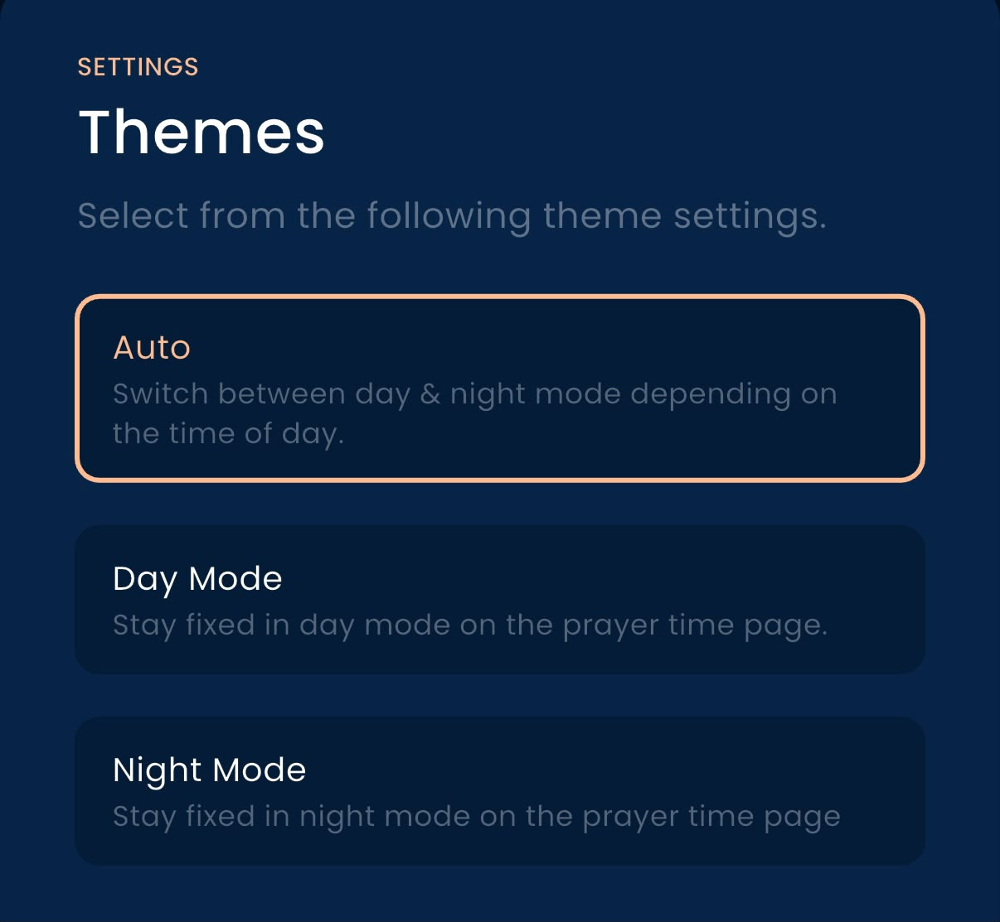 SETTINGS
Themes
Select from the following theme settings.
Auto
Switch between day & night mode depending on
the time of day.
Day Mode
Stay fixed in day mode on the prayer time page.
Night Mode
Stay fixed in night mode on the prayer time page